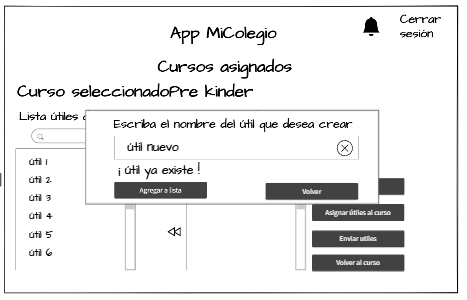 App MiColegio
Cerrar
sesión
Cursos asignados
Curso seleccionadoPre kinder
Lista útiles
Escriba el nombre del útil que desea crear
útil nuevo
¡ útil ya existe !
Agregar a lista
Volver
útil 1
útil 2
útil 3
útil 4
útil 5
útil 6
Asignar útiles al curso
Enviar utiles
Volver al curso